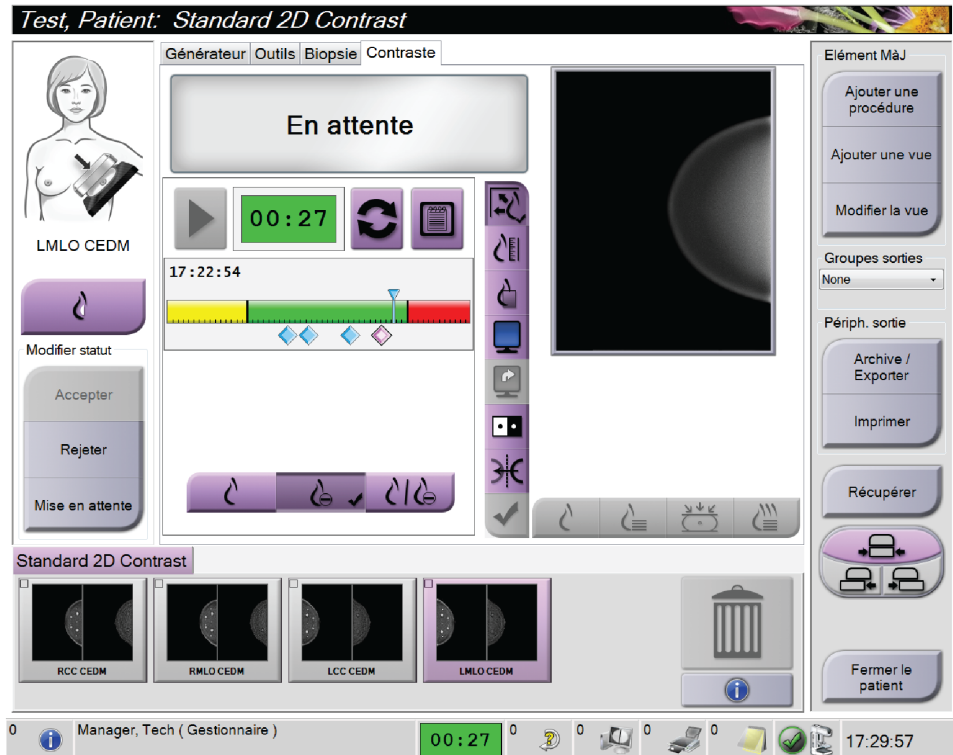 Test, Patient: Standard 2D Contrast
Générateur Outils Biopsie Contraste
En attente
00:27
17:22:54
LMLO CEDM
Modifier statut
Accepter
Rejeter
Mise en attente
Elément MàJ
Ajouter une
procédure
Ajouter une vue
Modifier la vue
Groupes sorties
None
Périph. sortie
Archive /
Exporter
Imprimer
Récupérer
Fermer le
patient
Standard 2D Contrast
RCC CEDM
RMLO CEDM
LCC CEDM
LMLO CEDM
0
Manager, Tech ( Gestionnaire )
00:27
0
0
0
0
17:29:57